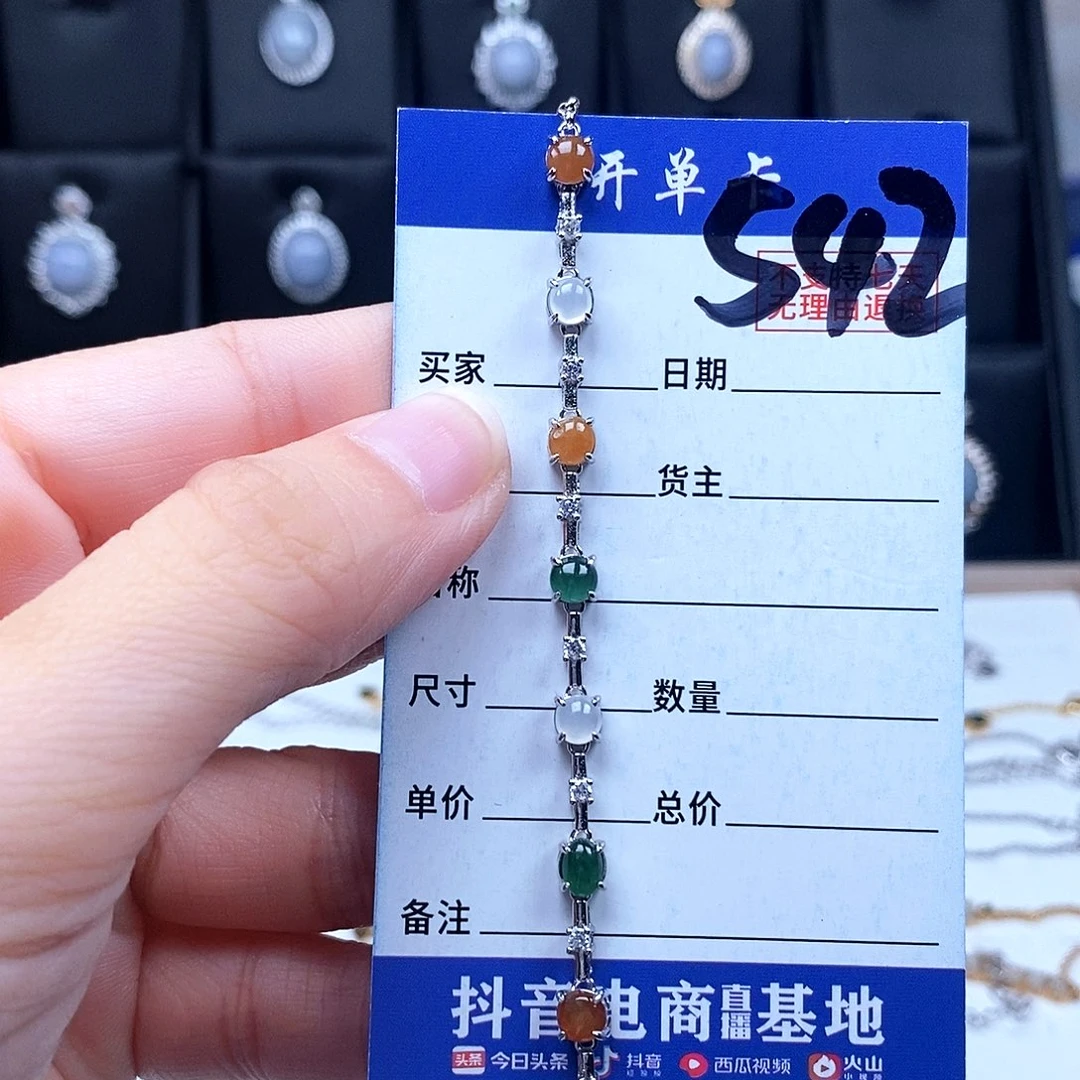 开单卡
542
不支持七天
无理由退换
买家 日期
货主
称
尺寸 数量
单价 总价
备注
抖音电商直播基地
头条 今日头条 抖音 西瓜视频 火山